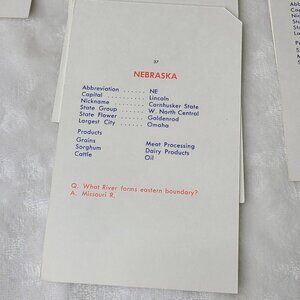 37
NEBRASKA
Abbreviation ...... NE
Capital ...... Lincoln
Nickname ...... Cornhusker State
State Group ...... W. North Central
State Flower ...... Goldenrod
Largest City ...... Omaha
Products
Grains Meat Processing
Sorghum Dairy Products
Cattle Oil
Q. What River forms eastern boundary?
A. Missouri R.